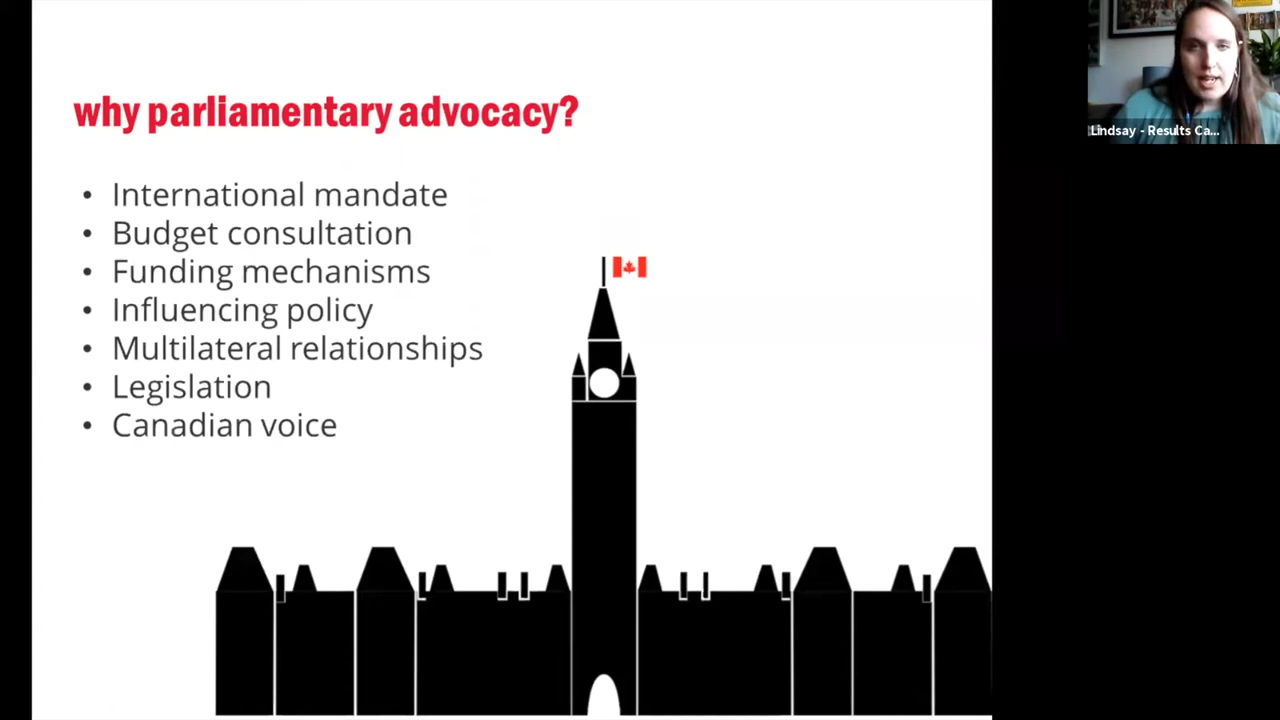 why parliamentary advocacy?
• International mandate
• Budget consultation
• Funding mechanisms
• Influencing policy
• Multilateral relationships
• Legislation
• Canadian voice
Lindsay - Results Ca...